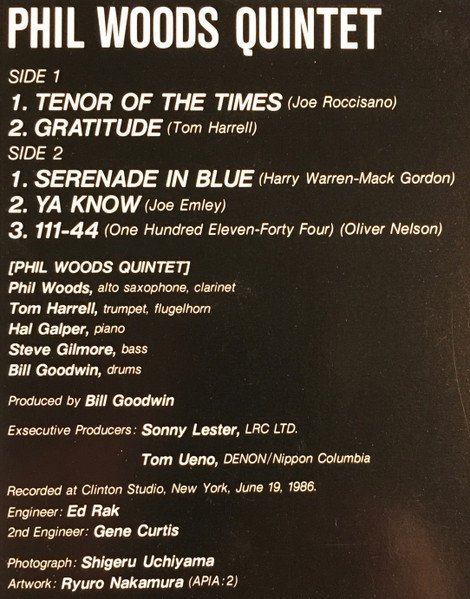 PHIL WOODS QUINTET
SIDE 1
1. TENOR OF THE TIMES (Joe Roccisano)
2. GRATITUDE (Tom Harrell)
SIDE 2
1. SERENADE IN BLUE (Harry Warren-Mack Gordon)
2. YA KNOW (Joe Emley)
3. 111-44 (One Hundred Eleven-Forty Four) (Oliver Nelson)
[PHIL WOODS QUINTET]
Phil Woods, alto saxophone, clarinet
Tom Harrell, trumpet, flugelhorn
Hal Galper, piano
Steve Gilmore, bass
Bill Goodwin, drums
Produced by Bill Goodwin
Exsecutive Producers: Sonny Lester, LRC LTD.
Tom Ueno, DENON/Nippon Columbia
Recorded at Clinton Studio, New York, June 19, 1986.
Engineer: Ed Rak
2nd Engineer: Gene Curtis
Photograph: Shigeru Uchiyama
Artwork: Ryuro Nakamura (APIA:2)